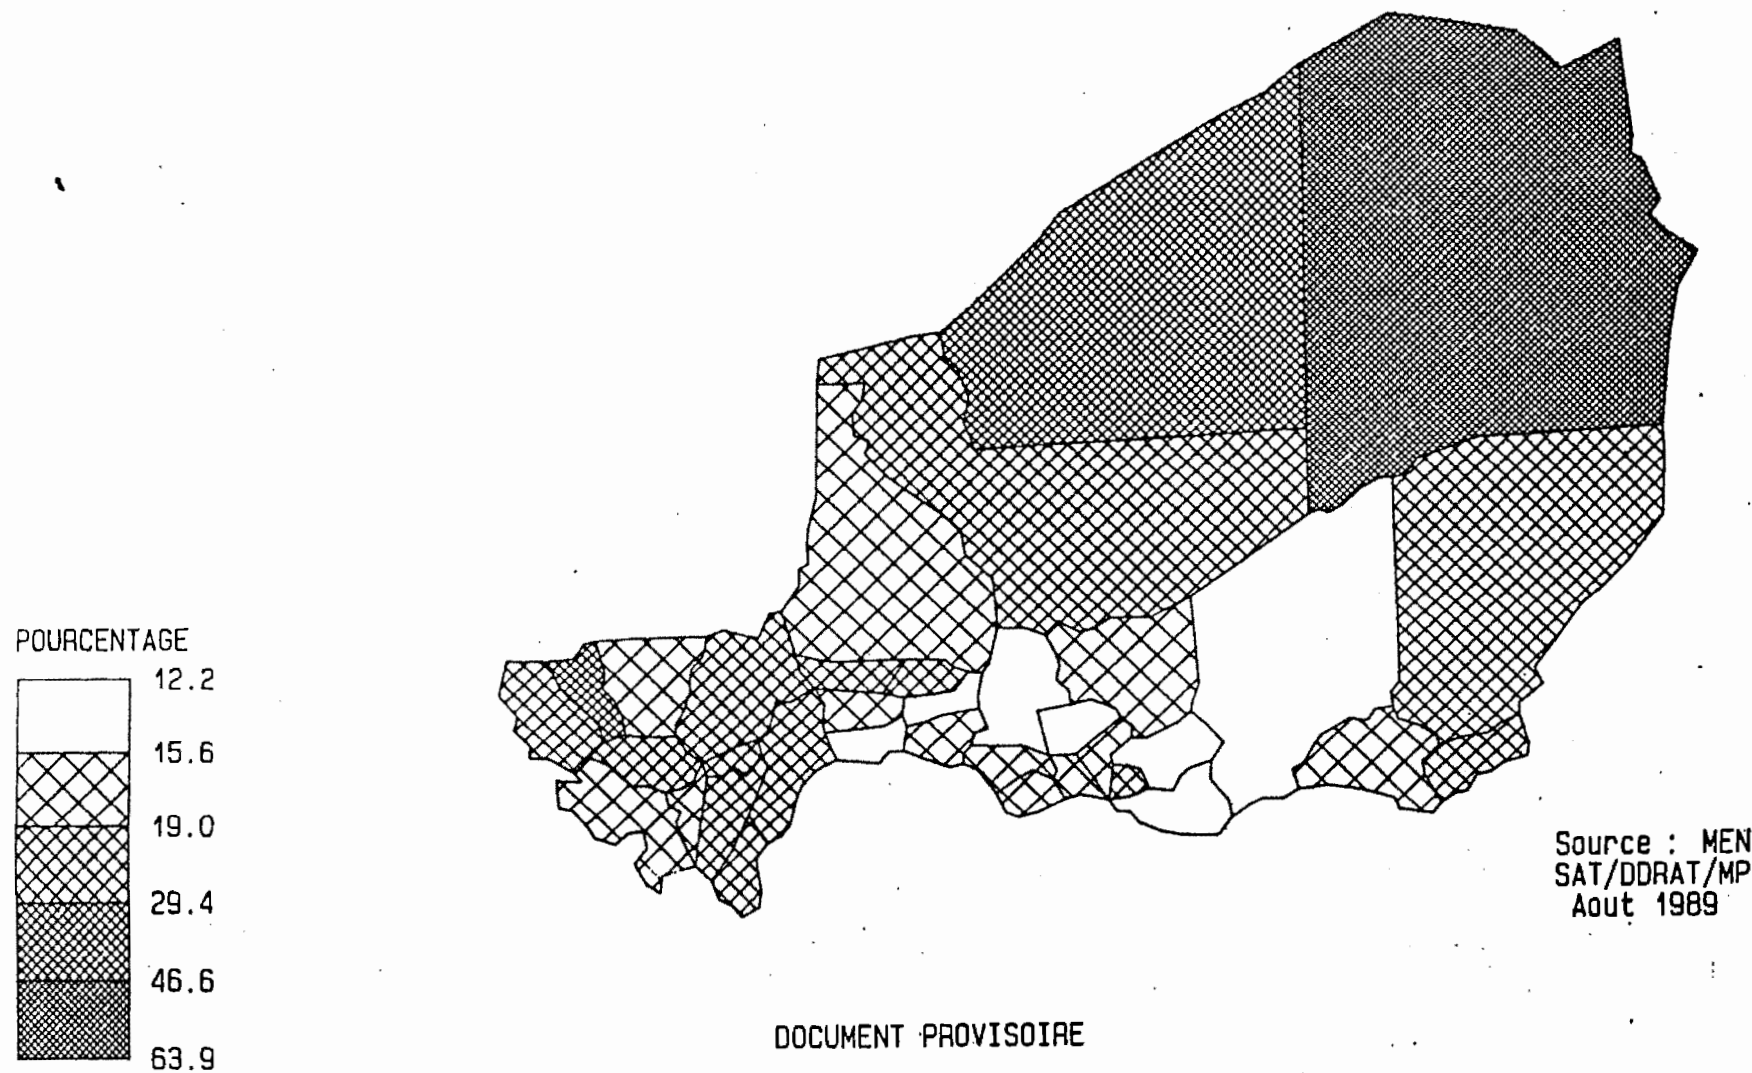 POURCENTAGE
12.2
15.6
19.0
29.4
46.6
63.9
Source : MEN
SAT/DDRAT/MP
Aout 1989
DOCUMENT PROVISOIRE